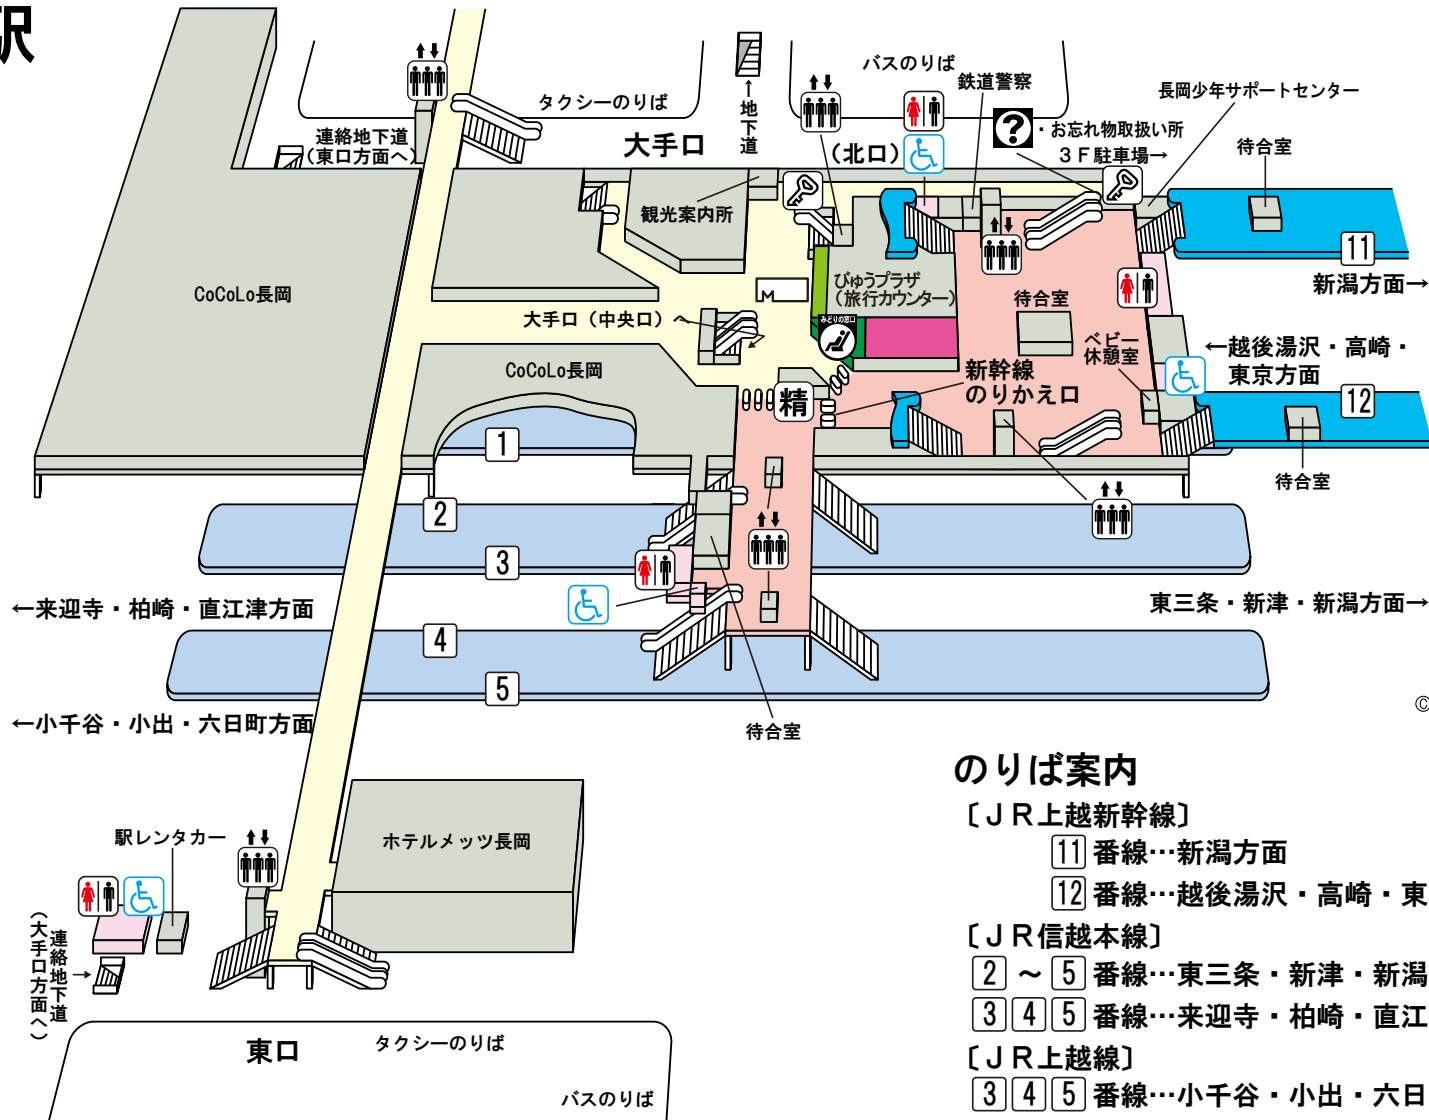 駅
バスのりば
鉄道警察
長岡少年サポートセンター
タクシーのりば
←地下道
連絡地下道
(東口方面へ)
大手口
(北口)
?
・お忘れ物取扱い所
3F駐車場→
待合室
観光案内所
CoCoLo長岡
びゅうプラザ
(旅行カウンター)
待合室
11
新潟方面→
大手口(中央口)へ
みどりの窓口
ベビー
休憩室
←越後湯沢・高崎・
東京方面
CoCoLo長岡
新幹線
のりかえ口
精
12
1
待合室
2
3
←来迎寺・柏崎・直江津方面
東三条・新津・新潟方面→
4
5
←小千谷・小出・六日町方面
待合室
©
のりば案内
〔JR上越新幹線〕
11番線…新潟方面
12番線…越後湯沢・高崎・東
〔JR信越本線〕
2～5番線…東三条・新津・新潟
345番線…来迎寺・柏崎・直江
〔JR上越線〕
345番線…小千谷・小出・六日
駅レンタカー
ホテルメッツ長岡
連絡地下道→
(大手口方面へ)
東口
タクシーのりば
バスのりば